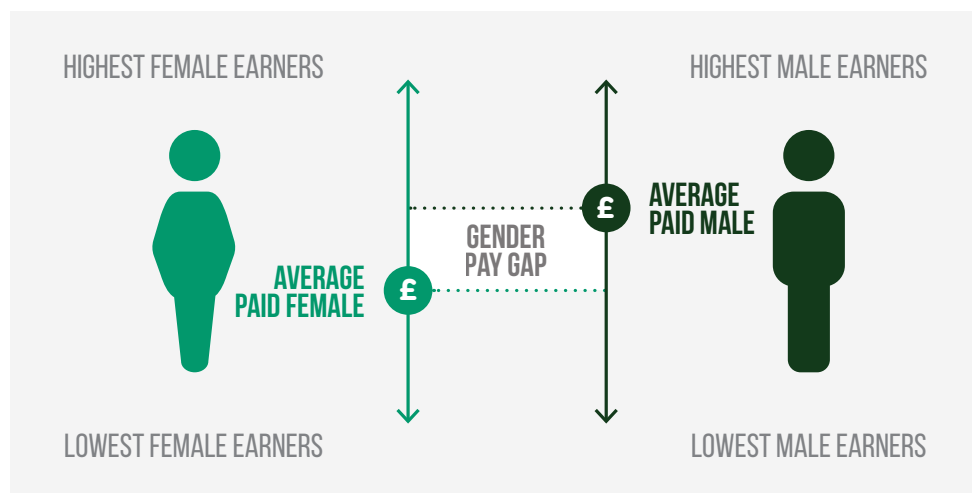 HIGHEST FEMALE EARNERS
HIGHEST MALE EARNERS
£
AVERAGE
PAID MALE
GENDER
PAY GAP
AVERAGE
PAID FEMALE
£
LOWEST FEMALE EARNERS
LOWEST MALE EARNERS